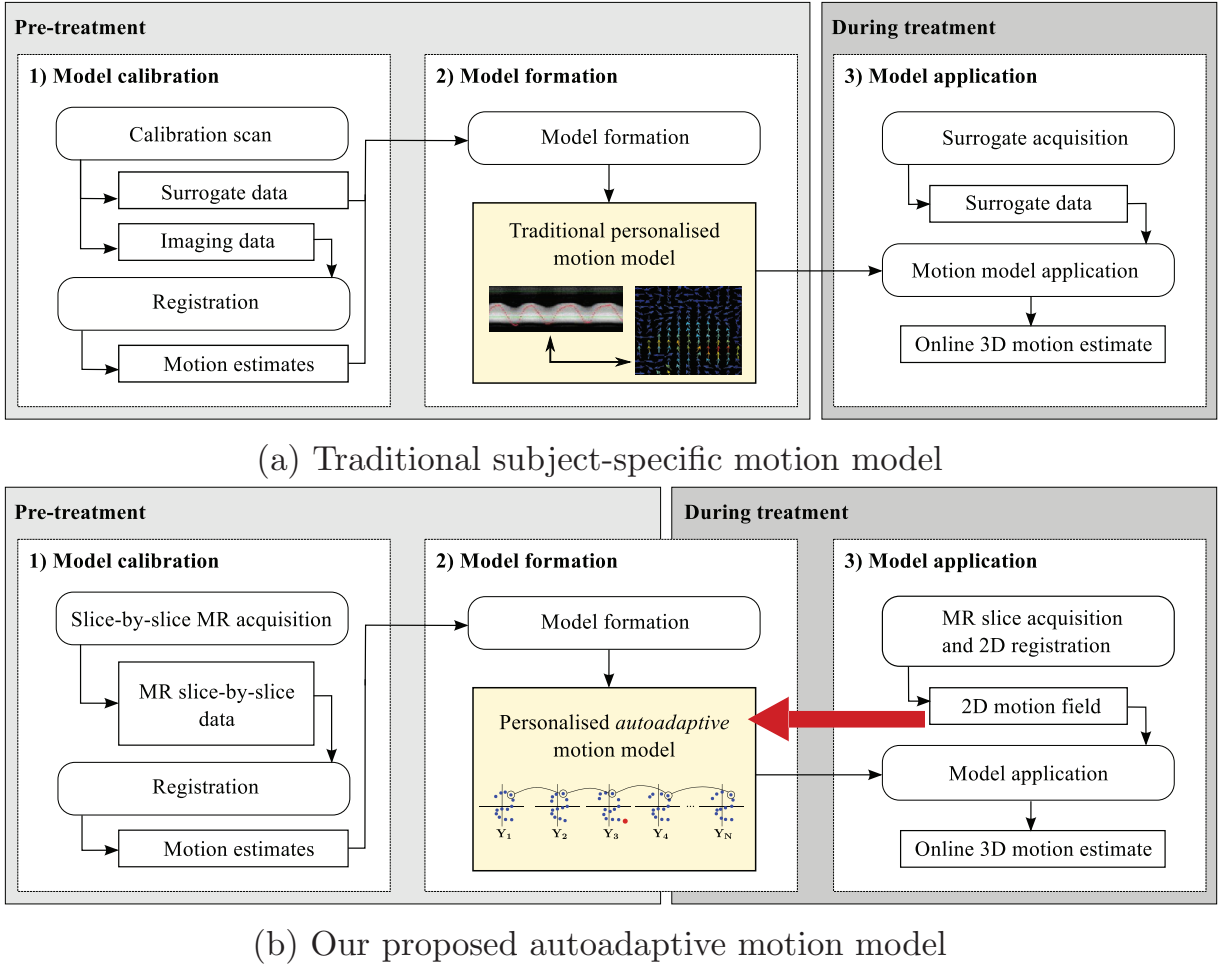 Pre-treatment
During treatment
1) Model calibration
2) Model formation
3) Model application
Calibration scan
Surrogate data
Imaging data
Registration
Motion estimates
Model formation
Traditional personalised
motion model
Surrogate acquisition
Surrogate data
Motion model application
Online 3D motion estimate
(a) Traditional subject-specific motion model
Pre-treatment
During treatment
1) Model calibration
2) Model formation
3) Model application
Slice-by-slice MR acquisition
MR slice-by-slice
data
Registration
Motion estimates
Model formation
Personalised autoadaptive
motion model
Y1 Y2 Y3 Y4 ... YN
MR slice acquisition
and 2D registration
2D motion field
Model application
Online 3D motion estimate
(b) Our proposed autoadaptive motion model